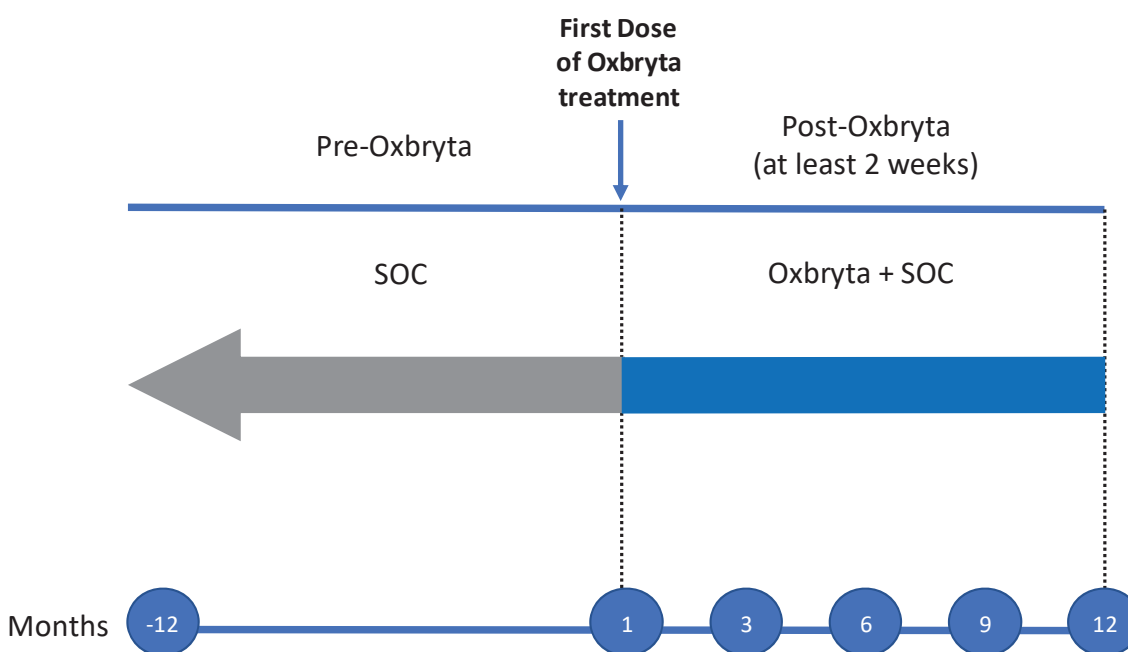 First Dose
of Oxbryta
treatment
Pre-Oxbryta
Post-Oxbryta
(at least 2 weeks)
SOC
Oxbryta + SOC
Months -12 1 3 6 9 12